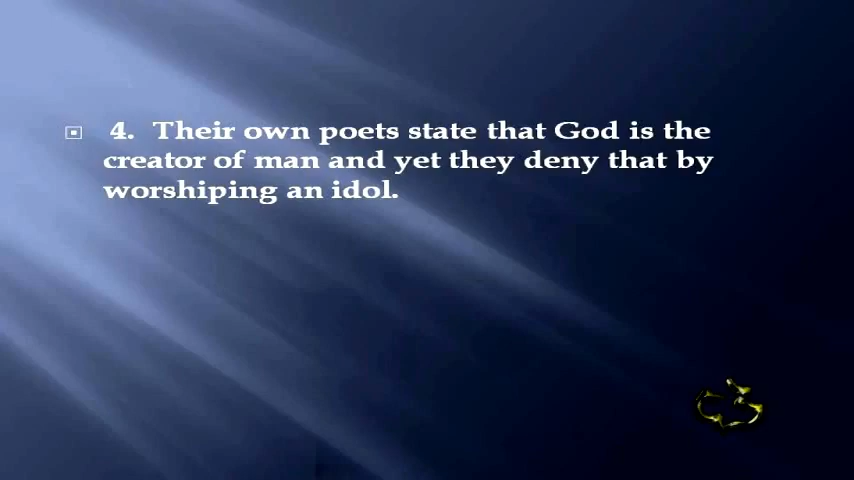 4. Their own poets state that God is the
creator of man and yet they deny that by
worshiping an idol.